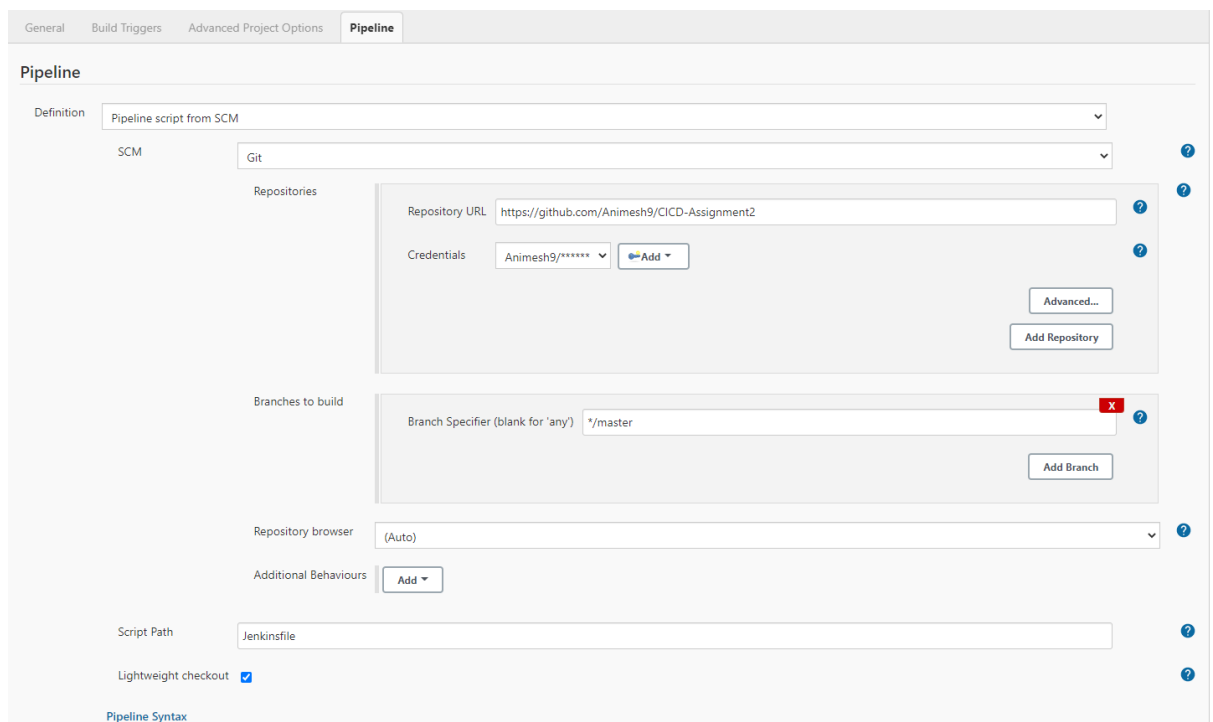 General Build Triggers Advanced Project Options Pipeline
Pipeline
Definition Pipeline script from SCM
SCM Git
Repositories
Repository URL https://github.com/Animesh9/CICD-Assignment2
Credentials Animesh9/****** Add
Advanced...
Add Repository
Branches to build
X
Branch Specifier (blank for 'any') */master
Add Branch
Repository browser (Auto)
Additional Behaviours Add
Script Path Jenkinsfile
Lightweight checkout
Pipeline Syntax